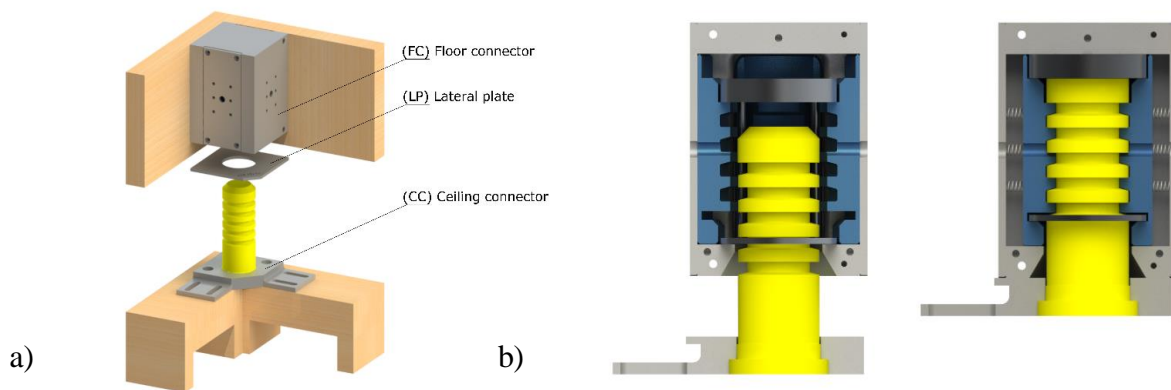 (FC) Floor connector
(LP) Lateral plate
(CC) Ceiling connector
a)
b)